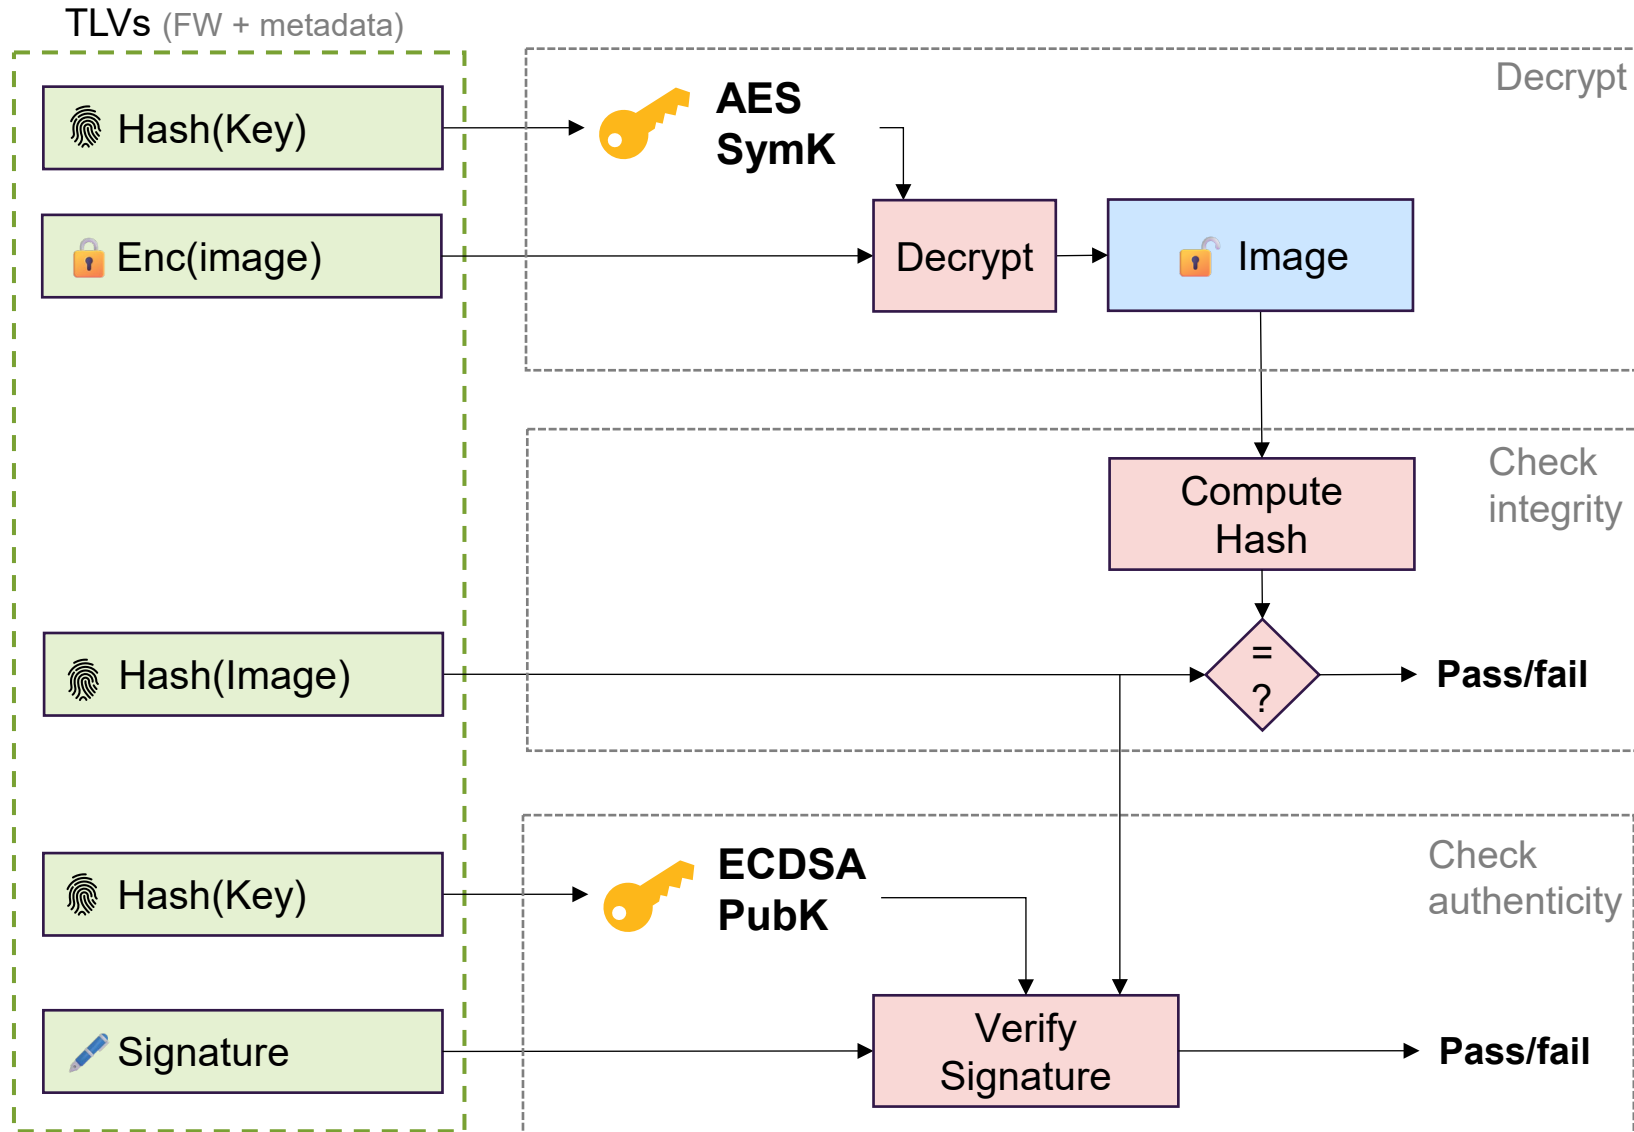 TLVs (FW + metadata)
Decrypt
Hash(Key)
AES
SymK
Enc(image)
Decrypt
Image
Check
integrity
Compute
Hash
Hash(Image)
=
?
Pass/fail
Check
authenticity
Hash(Key)
ECDSA
PubK
Signature
Verify
Signature
Pass/fail